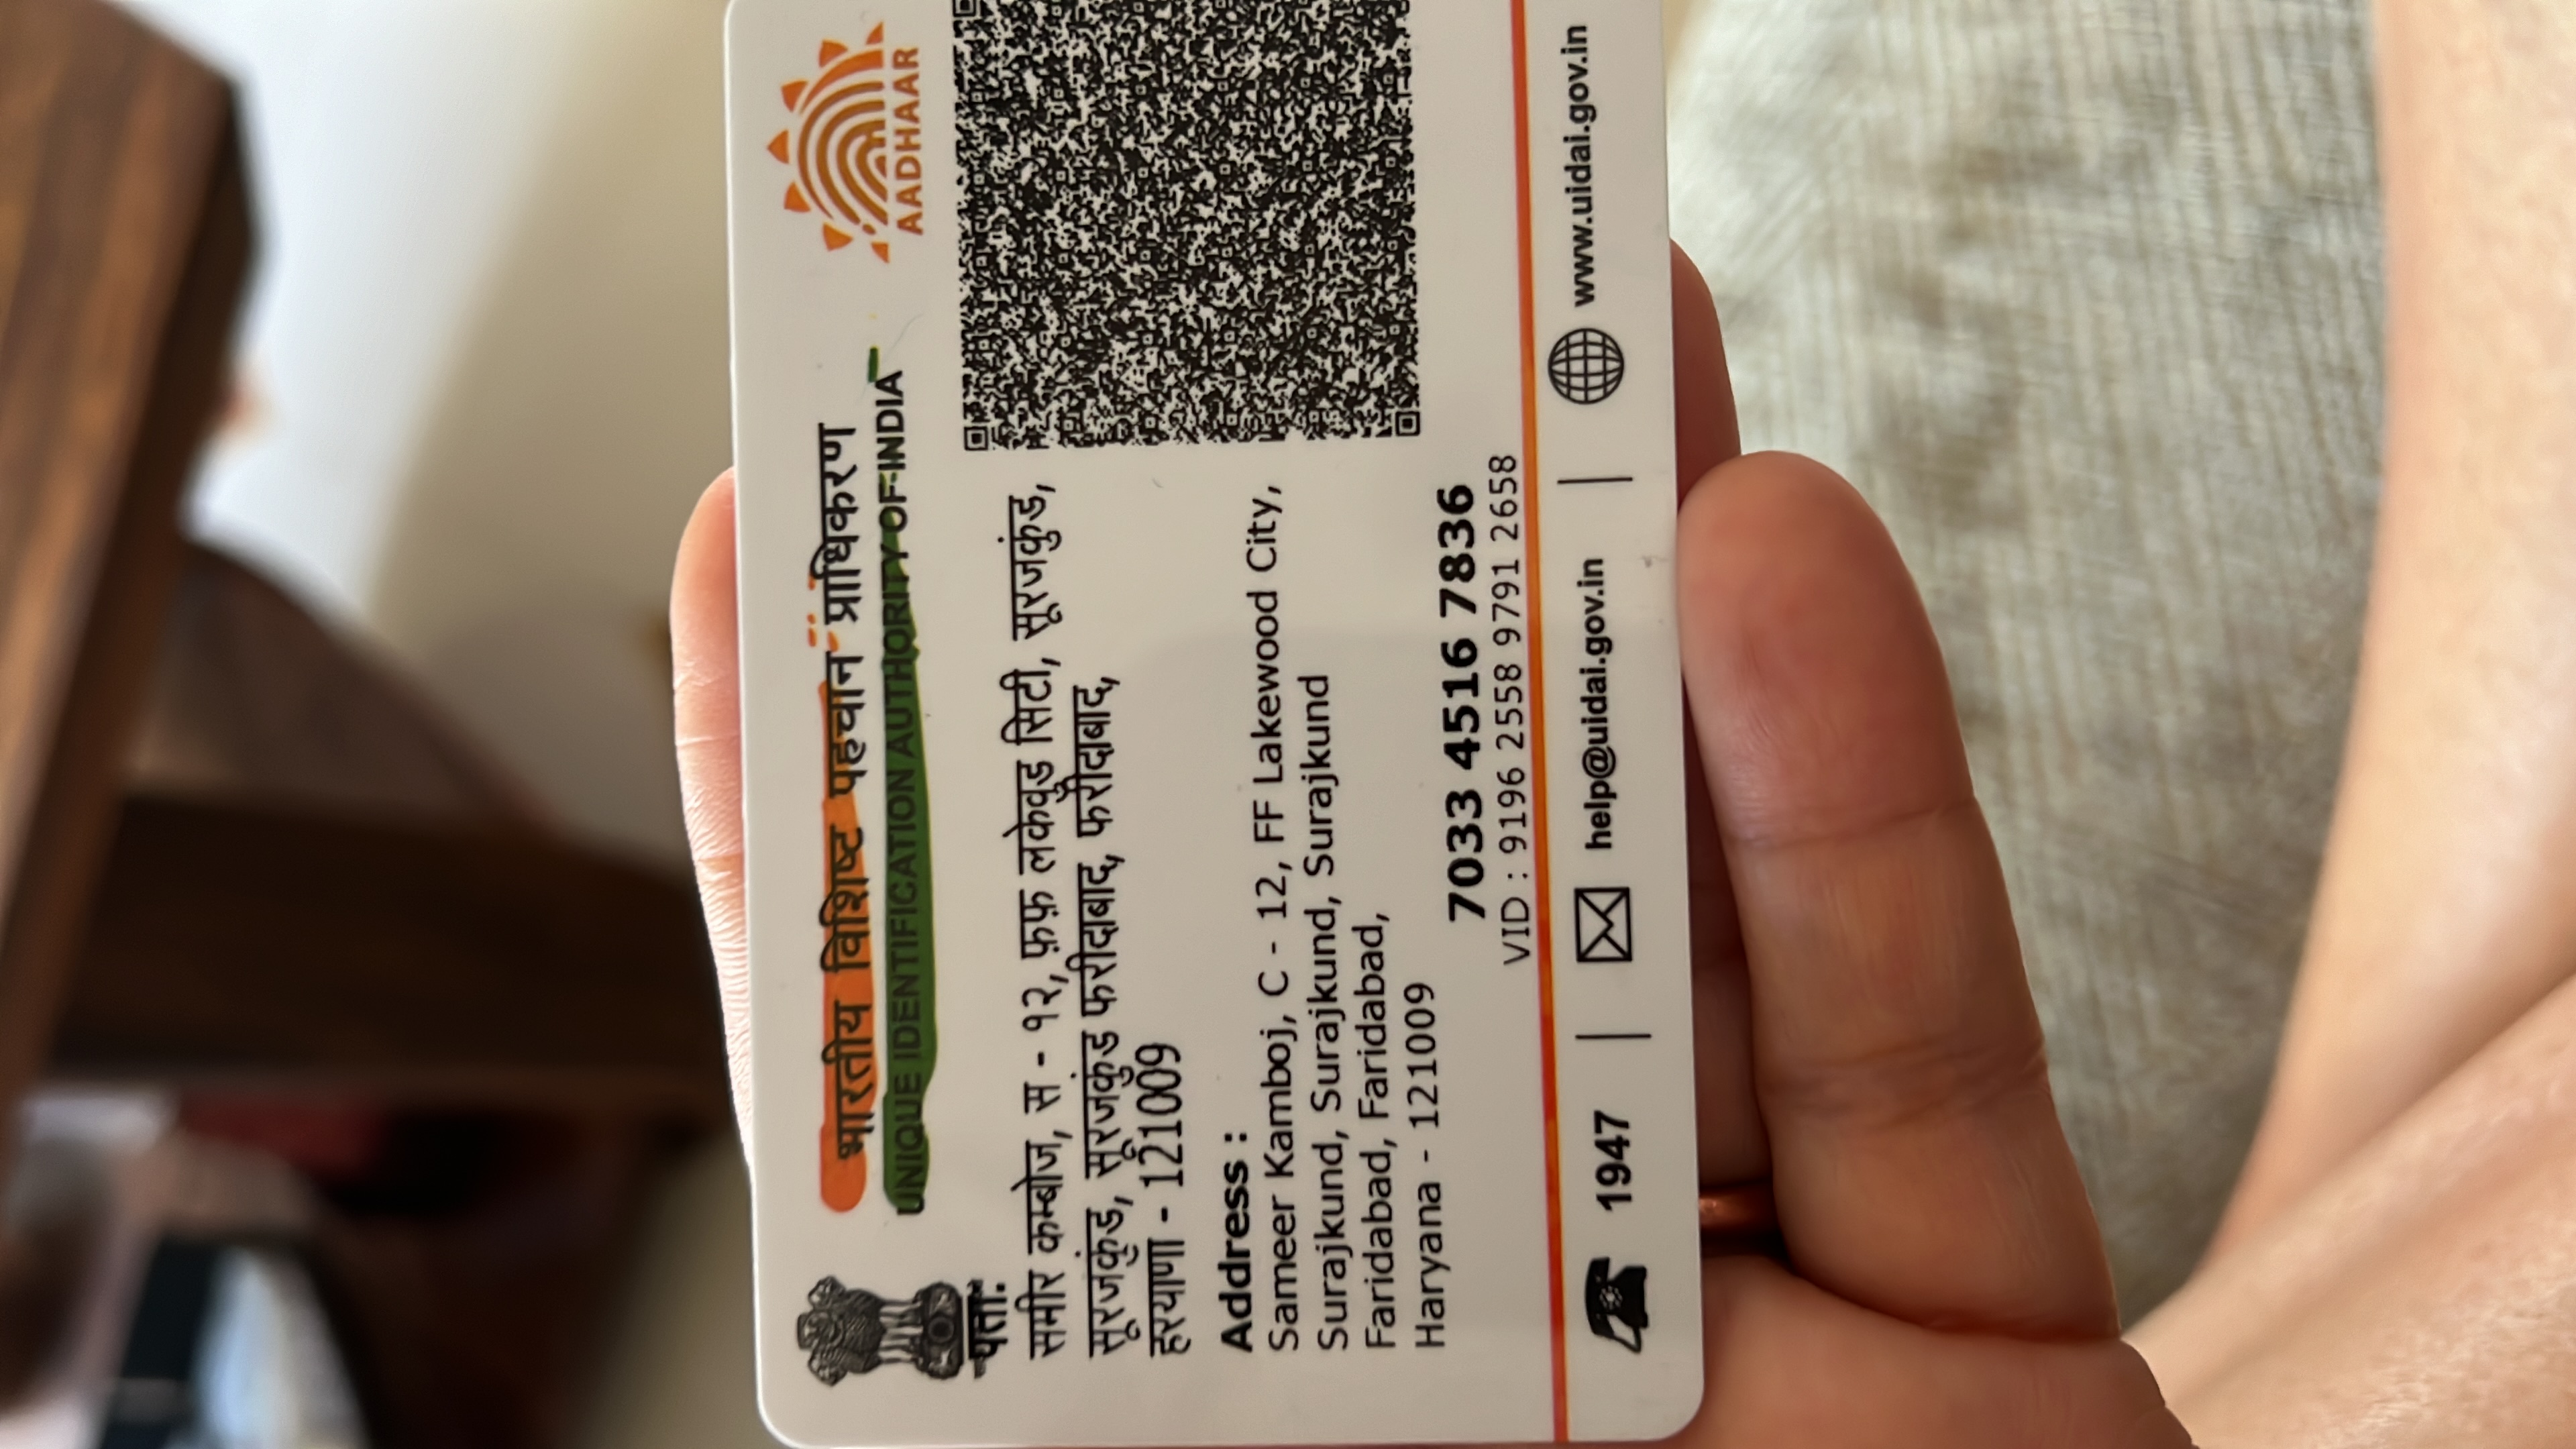 भारतीय विशिष्ट पहचान प्राधिकरण
UNIQUE IDENTIFICATION AUTHORITY OF INDIA
AADHAAR
पता:
समीर कम्बोज, स - १२, फ़फ़ लकेवुड सिटी, सूरजकुंड,
सूरजकुंड, सूरजकुंड फरीदाबाद, फरीदाबाद,
हरयाणा - 121009
Address :
Sameer Kamboj, C - 12, FF Lakewood City,
Surajkund, Surajkund, Surajkund
Faridabad, Faridabad,
Haryana - 121009
7033 4516 7836
VID : 9196 2558 9791 2658
1947 | help@uidai.gov.in | www.uidai.gov.in